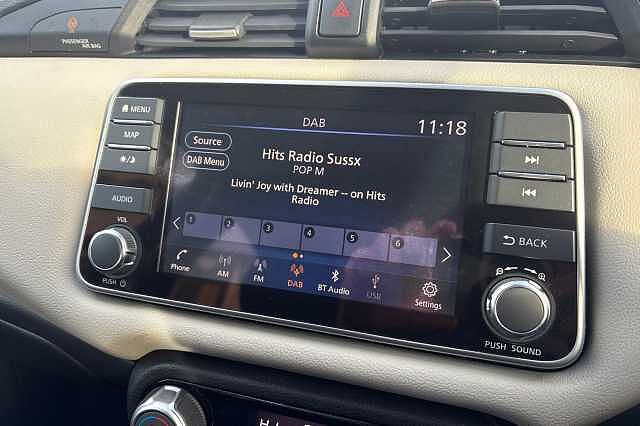 PASSENGER
AIR BAG
MENU
MAP
AUDIO
VOL
PUSH
DAB
11:18
Source
DAB Menu
Hits Radio Sussx
POP M
Livin' Joy with Dreamer -- on Hits
Radio
1 2 3 4 5 6
Phone AM FM DAB BT Audio USB Settings
BACK
PUSH SOUND